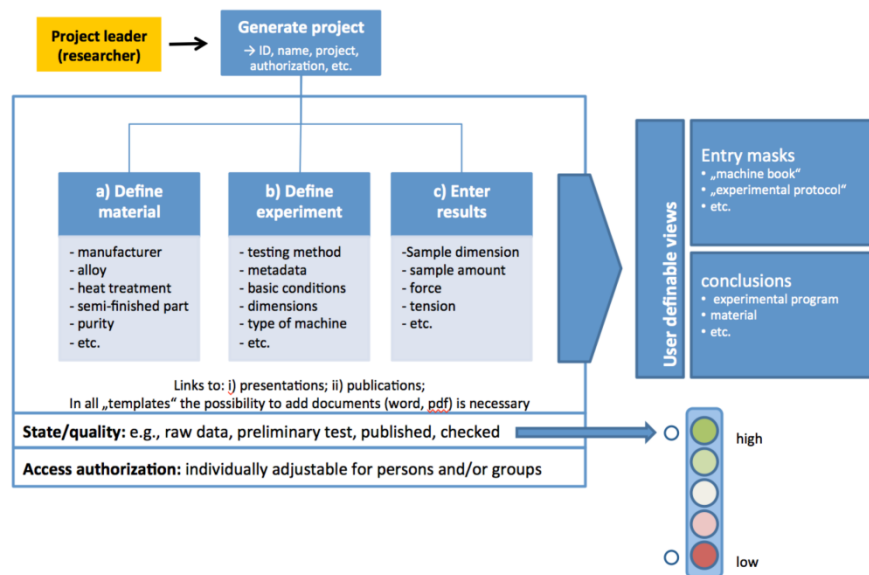 Project leader
(researcher)
Generate project
→ ID, name, project,
authorization, etc.
a) Define
material
- manufacturer
- alloy
- heat treatment
- semi-finished part
- purity
- etc.
b) Define
experiment
- testing method
- metadata
- basic conditions
- dimensions
- type of machine
- etc.
c) Enter
results
-Sample dimension
- sample amount
- force
- tension
- etc.
Links to: i) presentations; ii) publications;
In all „templates“ the possibility to add documents (word, pdf) is necessary
State/quality: e.g., raw data, preliminary test, published, checked
Access authorization: individually adjustable for persons and/or groups
User definable views
Entry masks
• „machine book“
• „experimental protocol“
• etc.
conclusions
• experimental program
• material
• etc.
high
low